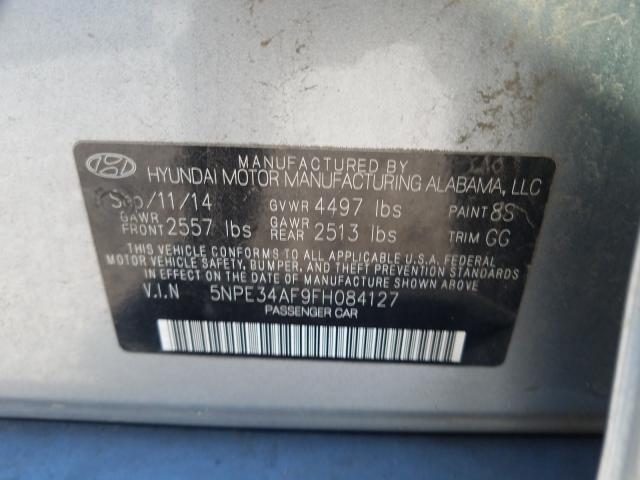 MANUFACTURED BY
HYUNDAI MOTOR MANUFACTURING ALABAMA, LLC
Sep/11/14 GVWR 4497 lbs PAINT 8S
GAWR FRONT 2557 lbs GAWR REAR 2513 lbs TRIM GG
THIS VEHICLE CONFORMS TO ALL APPLICABLE U.S.A. FEDERAL
MOTOR VEHICLE SAFETY, BUMPER, AND THEFT PREVENTION STANDARDS
IN EFFECT ON THE DATE OF MANUFACTURE SHOWN ABOVE.
V.I.N 5NPE34AF9FH084127
PASSENGER CAR